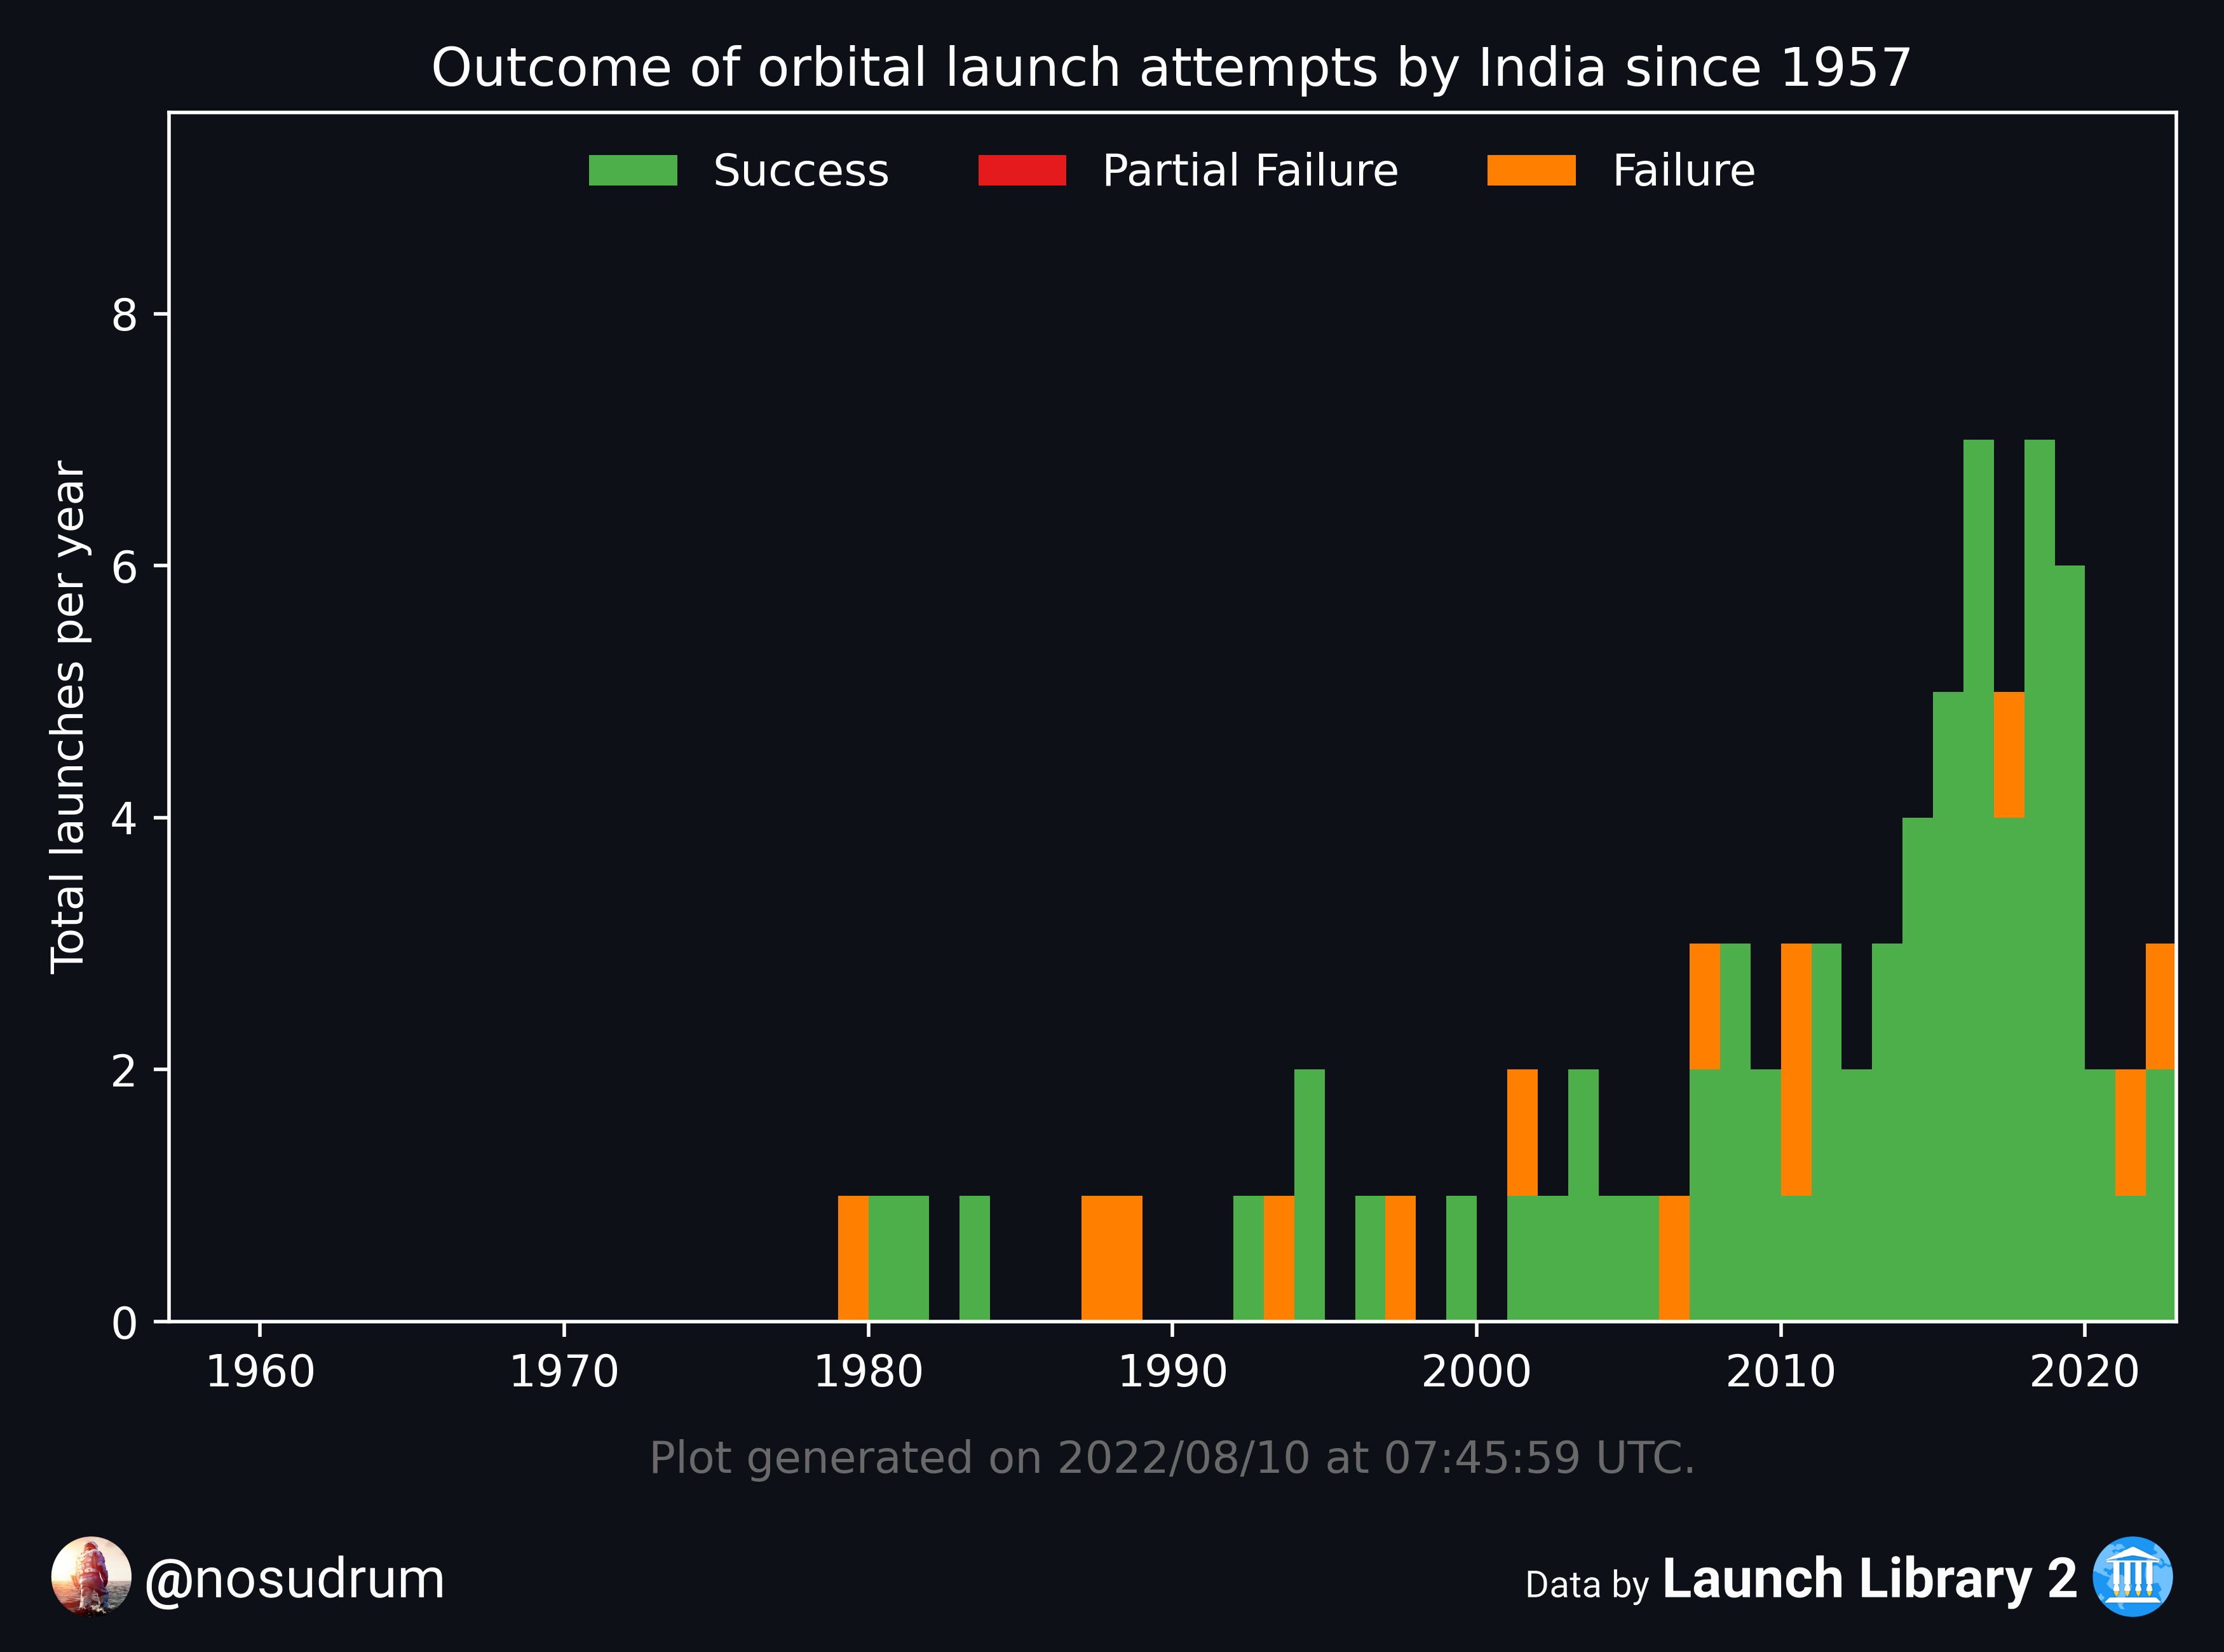 Outcome of orbital launch attempts by India since 1957
Success Partial Failure Failure
Total launches per year
8
6
4
2
0
1960 1970 1980 1990 2000 2010 2020
Plot generated on 2022/08/10 at 07:45:59 UTC.
@nosudrum
Data by Launch Library 2